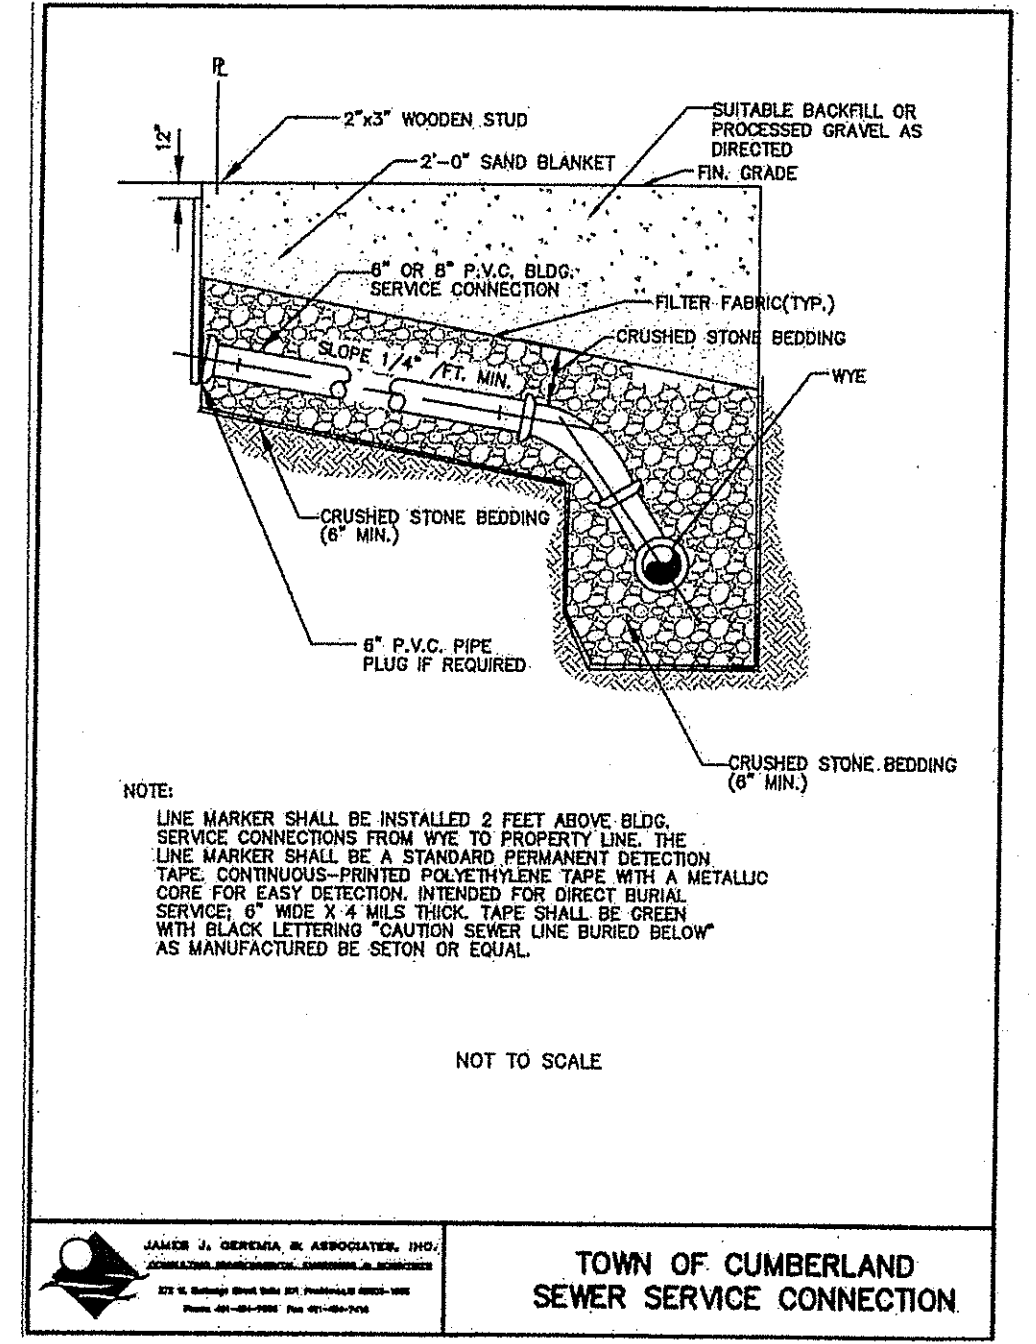 PL
12"
2"x3" WOODEN STUD
2'-0" SAND BLANKET
SUITABLE BACKFILL OR
PROCESSED GRAVEL AS
DIRECTED
FIN. GRADE
6" OR 8" P.V.C. BLDG.
SERVICE CONNECTION
FILTER FABRIC(TYP.)
CRUSHED STONE BEDDING
SLOPE 1/4" /FT. MIN.
WYE
CRUSHED STONE BEDDING
(6" MIN.)
6" P.V.C. PIPE
PLUG IF REQUIRED
CRUSHED STONE BEDDING
(6" MIN.)
NOTE:
LINE MARKER SHALL BE INSTALLED 2 FEET ABOVE BLDG.
SERVICE CONNECTIONS FROM WYE TO PROPERTY LINE. THE
LINE MARKER SHALL BE A STANDARD PERMANENT DETECTION
TAPE. CONTINUOUS-PRINTED POLYETHYLENE TAPE WITH A METALLIC
CORE FOR EASY DETECTION. INTENDED FOR DIRECT BURIAL
SERVICE; 6" WIDE X 4 MILS THICK. TAPE SHALL BE GREEN
WITH BLACK LETTERING "CAUTION SEWER LINE BURIED BELOW"
AS MANUFACTURED BE SETON OR EQUAL.
NOT TO SCALE
JAMES J. GEREMIA & ASSOCIATES, INC.
TOWN OF CUMBERLAND
SEWER SERVICE CONNECTION